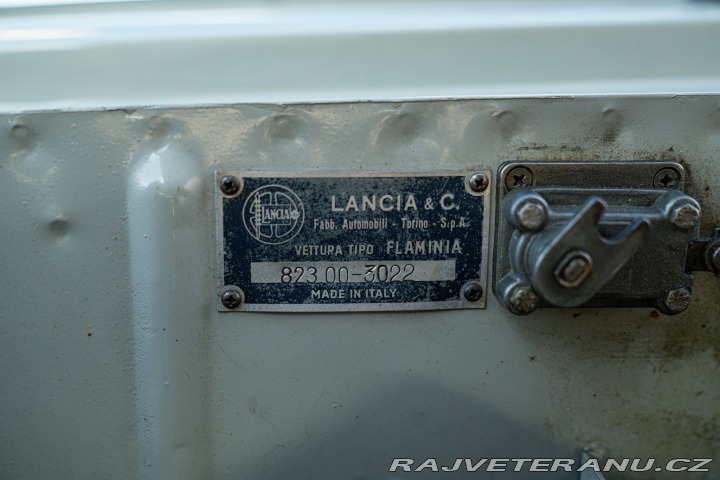 LANCIA
LANCIA & C.
Fabb. Automobili - Torino - S.p.A.
VETTURA TIPO FLAMINIA
823.00-3022
MADE IN ITALY
RAJVETERANU.CZ